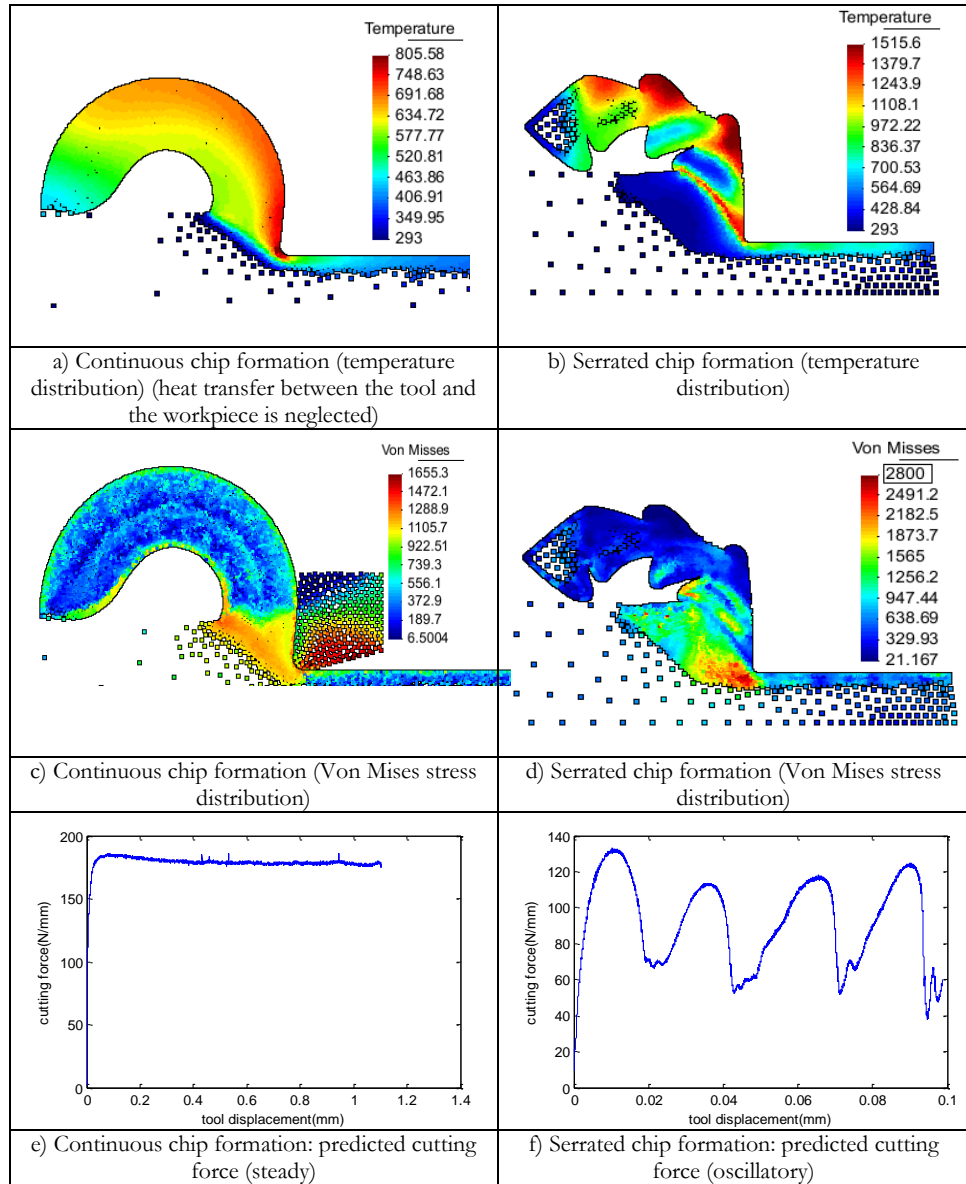 Temperature
805.58
748.63
691.68
634.72
577.77
520.81
463.86
406.91
349.95
293
Temperature
1515.6
1379.7
1243.9
1108.1
972.22
836.37
700.53
564.69
428.84
293
a) Continuous chip formation (temperature
distribution) (heat transfer between the tool and
the workpiece is neglected)
b) Serrated chip formation (temperature
distribution)
Von Misses
1655.3
1472.1
1288.9
1105.7
922.51
739.3
556.1
372.9
189.7
6.5004
Von Misses
2800
2491.2
2182.5
1873.7
1565
1256.2
947.44
638.69
329.93
21.167
c) Continuous chip formation (Von Mises stress
distribution)
d) Serrated chip formation (Von Mises stress
distribution)
200
150
100
50
0
cutting force(N/mm)
0 0.2 0.4 0.6 0.8 1 1.2 1.4
tool displacement(mm)
140
120
100
80
60
40
20
0
cutting force(N/mm)
0 0.02 0.04 0.06 0.08 0.1
tool displacement(mm)
e) Continuous chip formation: predicted cutting
force (steady)
f) Serrated chip formation: predicted cutting
force (oscillatory)